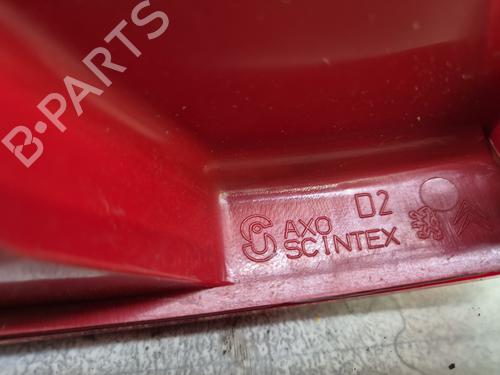 B-PARTS
AXO D2
SCINTEX